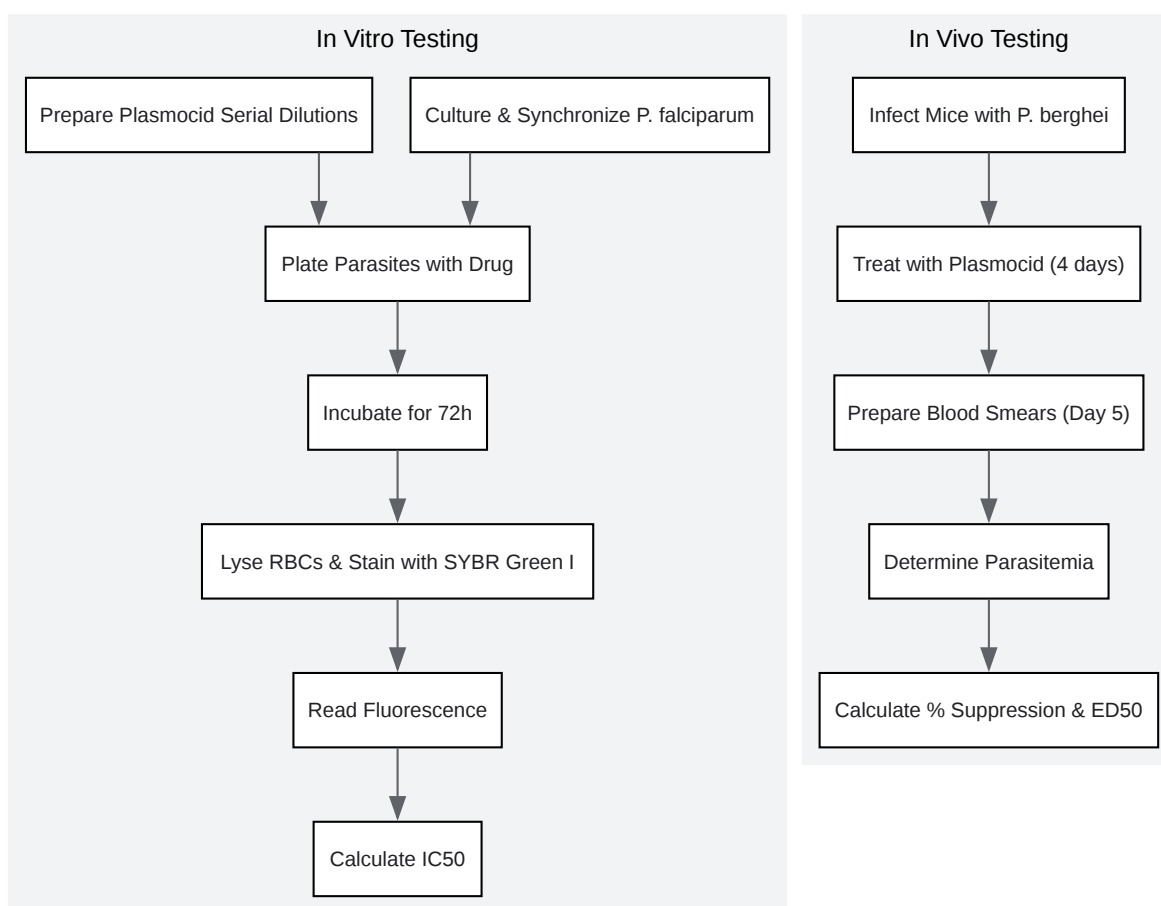 In Vitro Testing
Prepare Plasmocid Serial Dilutions
Culture & Synchronize P. falciparum
Plate Parasites with Drug
Incubate for 72h
Lyse RBCs & Stain with SYBR Green I
Read Fluorescence
Calculate IC50
In Vivo Testing
Infect Mice with P. berghei
Treat with Plasmocid (4 days)
Prepare Blood Smears (Day 5)
Determine Parasitemia
Calculate % Suppression & ED50